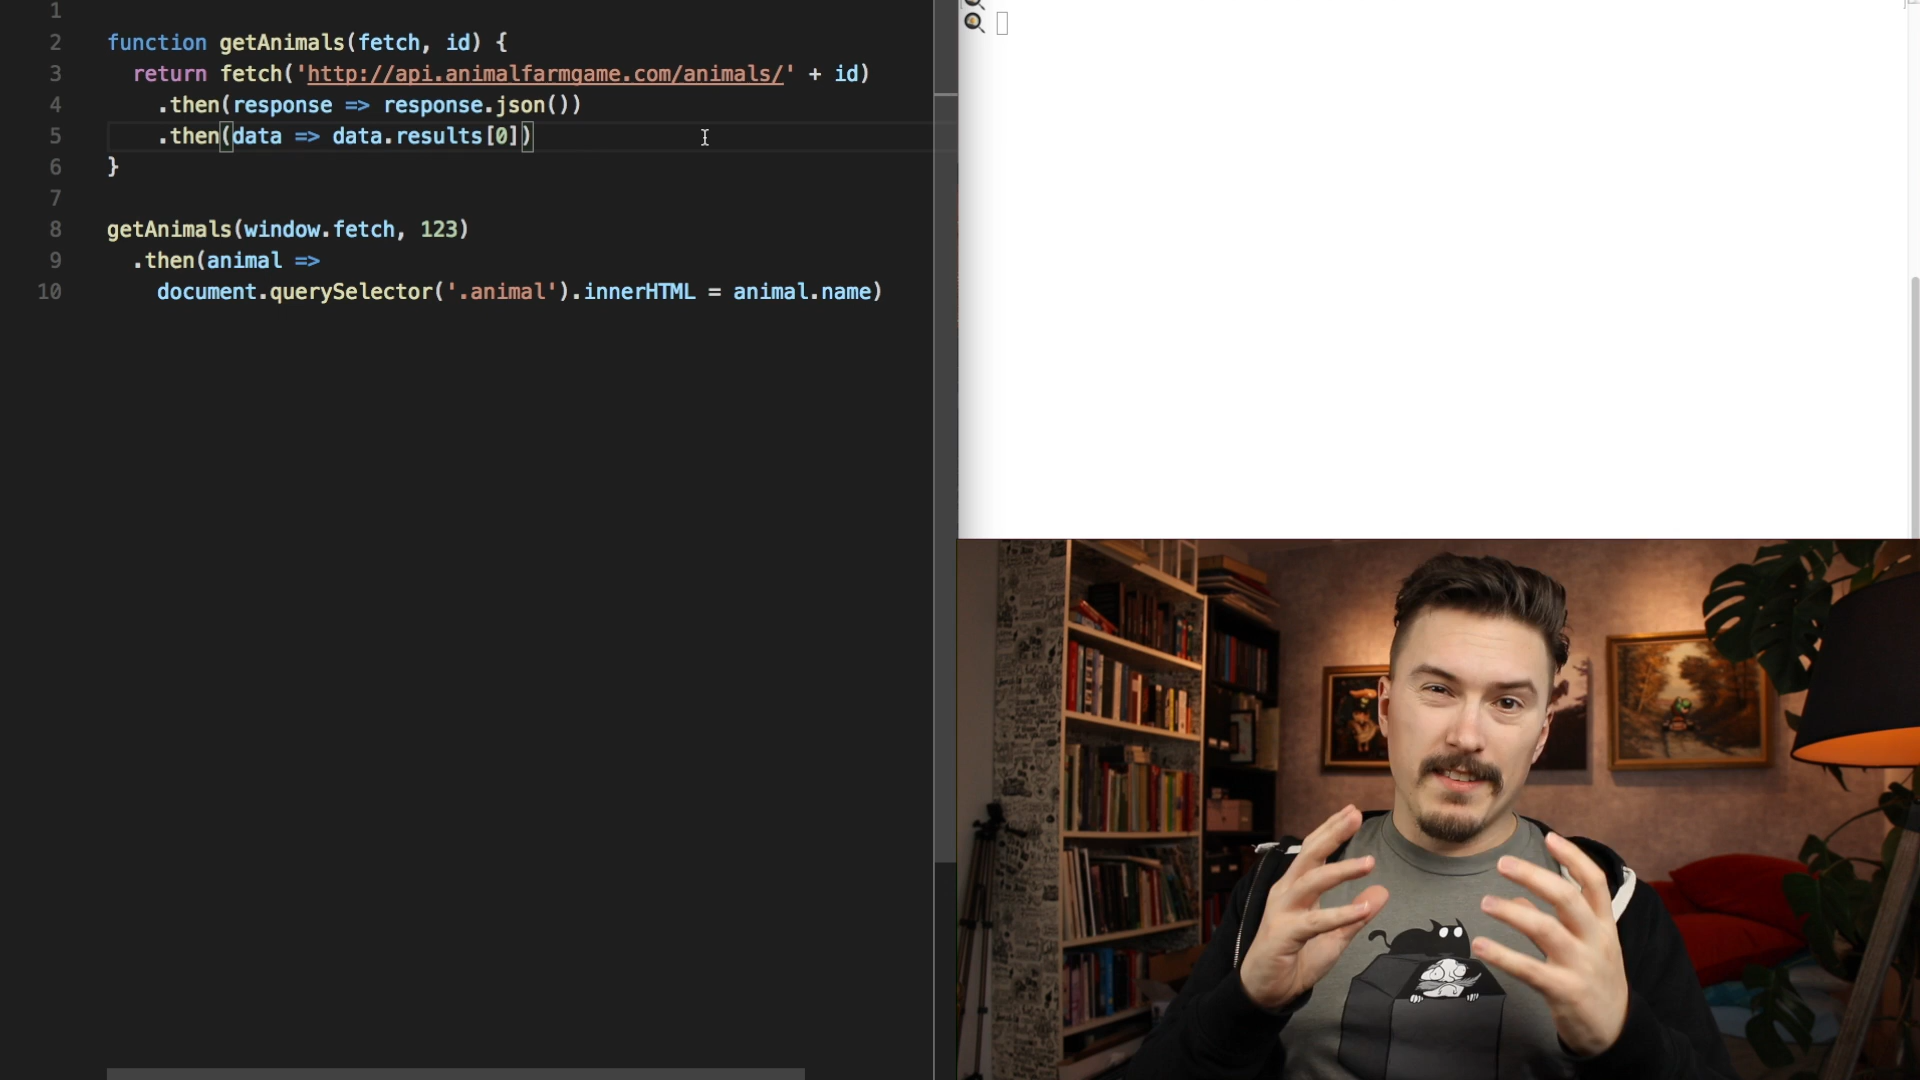 1
2 function getAnimals(fetch, id) {
3 return fetch('http://api.animalfarmgame.com/animals/' + id)
4 .then(response => response.json())
5 .then(data => data.results[0])
6 }
7
8 getAnimals(window.fetch, 123)
9 .then(animal =>
10 document.querySelector('.animal').innerHTML = animal.name)